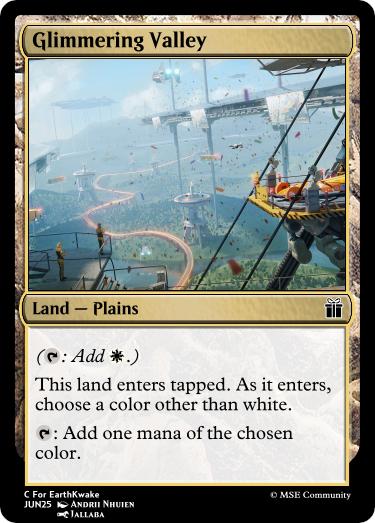 Glimmering Valley
Land — Plains
(: Add .)
This land enters tapped. As it enters,
choose a color other than white.
: Add one mana of the chosen
color.
C For EarthKwake
JUN25 Andrii Nhuien
Jallaba
© MSE Community